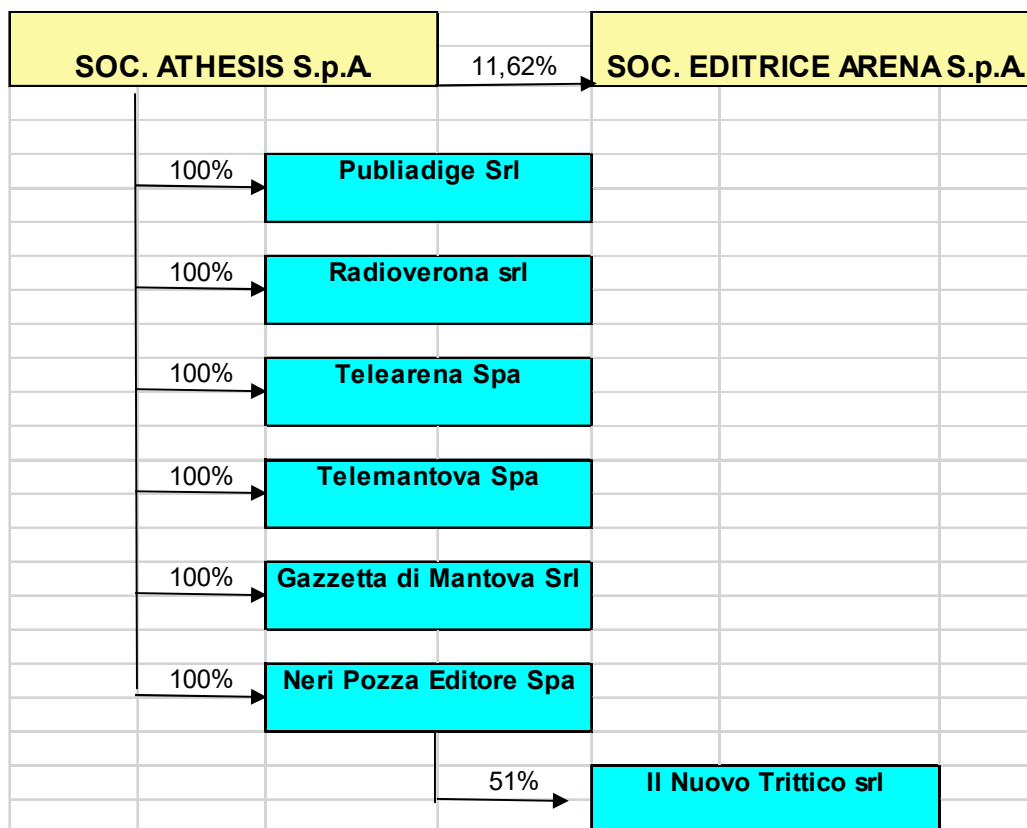 SOC. ATHESIS S.p.A.
11,62%
SOC. EDITRICE ARENA S.p.A.
100%
Publiadige Srl
100%
Radioverona srl
100%
Telearena Spa
100%
Telemantova Spa
100%
Gazzetta di Mantova Srl
100%
Neri Pozza Editore Spa
51%
Il Nuovo Trittico srl